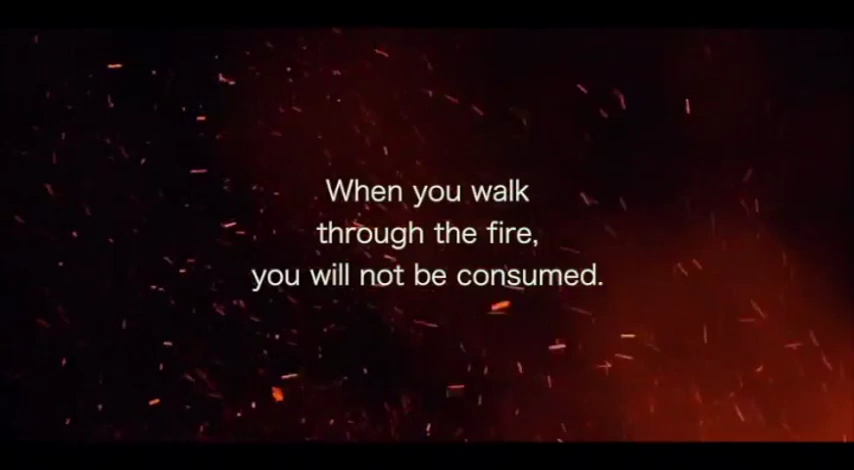 When you walk
through the fire,
you will not be consumed.